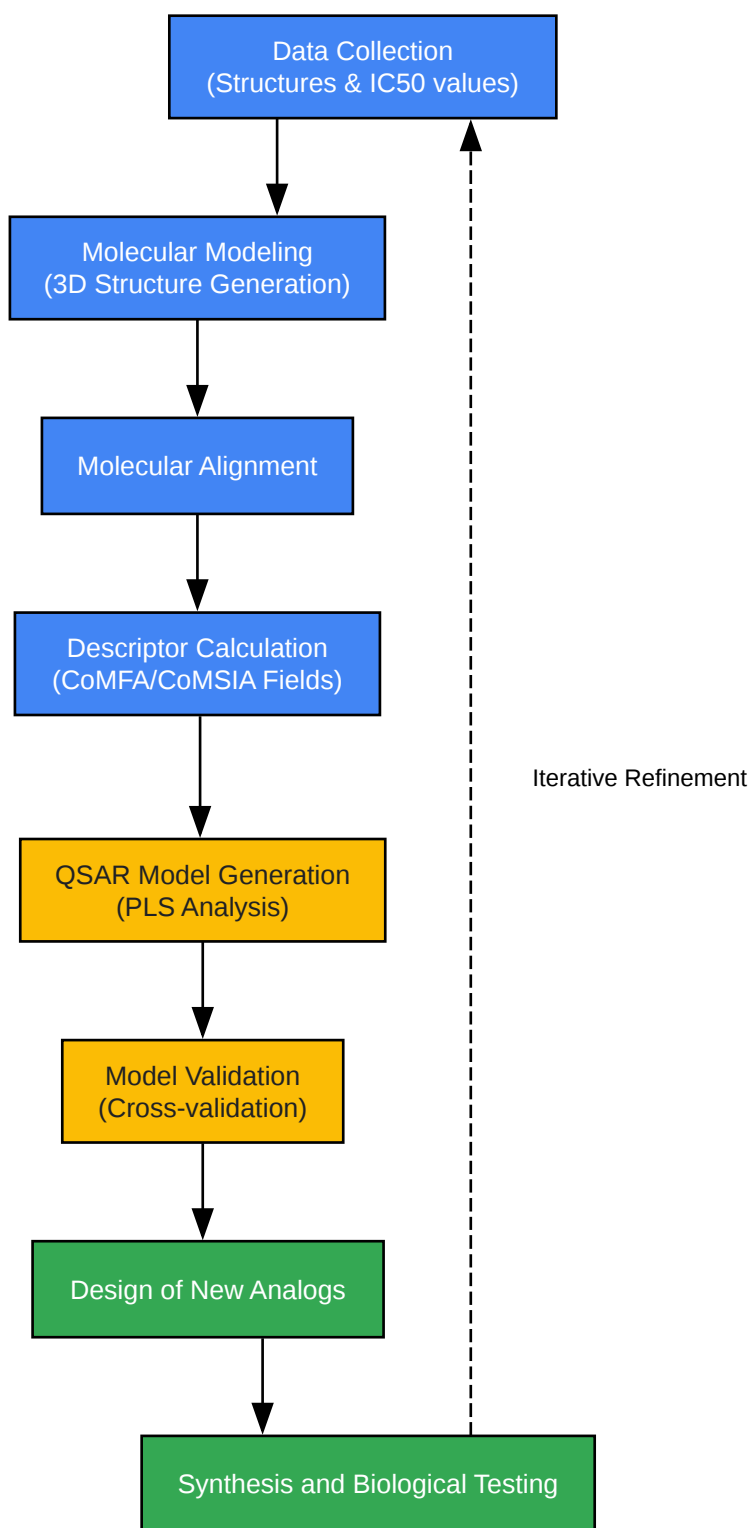 Data Collection
(Structures & IC50 values)
Molecular Modeling
(3D Structure Generation)
Molecular Alignment
Descriptor Calculation
(CoMFA/CoMSIA Fields)
Iterative Refinement
QSAR Model Generation
(PLS Analysis)
Model Validation
(Cross-validation)
Design of New Analogs
Synthesis and Biological Testing